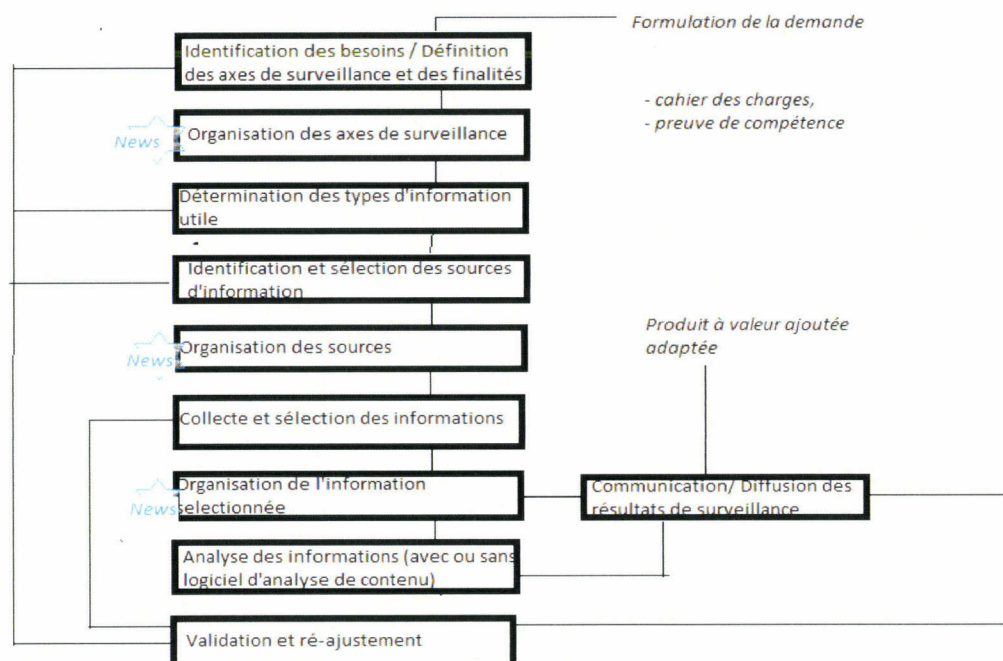 Formulation de la demande
Identification des besoins / Définition
des axes de surveillance et des finalités
- cahier des charges,
- preuve de compétence
News
Organisation des axes de surveillance
Détermination des types d'information
utile
Identification et sélection des sources
d'information
Produit à valeur ajoutée
adaptée
News
Organisation des sources
Collecte et sélection des informations
News
Organisation de l'information
selectionnée
Communication/ Diffusion des
résultats de surveillance
Analyse des informations (avec ou sans
logiciel d'analyse de contenu)
Validation et ré-ajustement